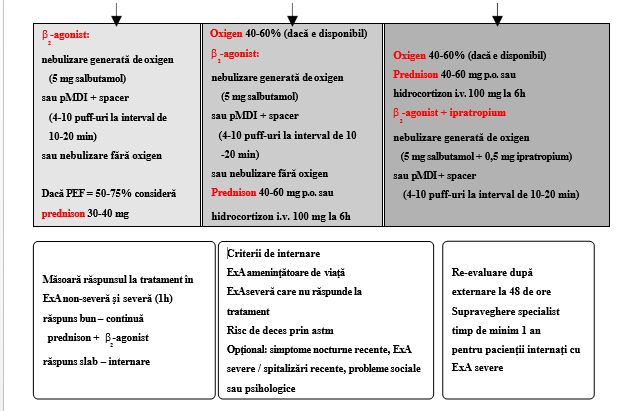 β2-agonist:
nebulizare generată de oxigen
(5 mg salbutamol)
sau pMDI + spacer
(4-10 puff-uri la interval de
10-20 min)
sau nebulizare fără oxigen
Dacă PEF = 50-75% consideră
prednison 30-40 mg
Oxigen 40-60% (dacă e disponibil)
β2-agonist:
nebulizare generată de oxigen
(5 mg salbutamol)
sau pMDI + spacer
(4-10 puff-uri la interval de 10
-20 min)
sau nebulizare fără oxigen
Prednison 40-60 mg p.o. sau
hidrocortizon i.v. 100 mg la 6h
Oxigen 40-60% (dacă e disponibil)
Prednison 40-60 mg p.o. sau
hidrocortizon i.v. 100 mg la 6h
β2-agonist + ipratropium
nebulizare generată de oxigen
(5 mg salbutamol + 0,5 mg ipratropium)
sau pMDI + spacer
(4-10 puff-uri la interval de 10-20 min)
Măsoară răspunsul la tratament în
ExA non-severă şi severă (1h)
răspuns bun – continuă
prednison + β2-agonist
răspuns slab – internare
Criterii de internare
ExA ameninţătoare de viaţă
ExA severă care nu răspunde la
tratament
Risc de deces prin astm
Opţional: simptome nocturne recente, ExA
severe / spitalizări recente, probleme sociale
sau psihologice
Re-evaluare după
externare la 48 de ore
Supraveghere specialist
timp de minim 1 an
pentru pacienţii internaţi cu
ExA severe